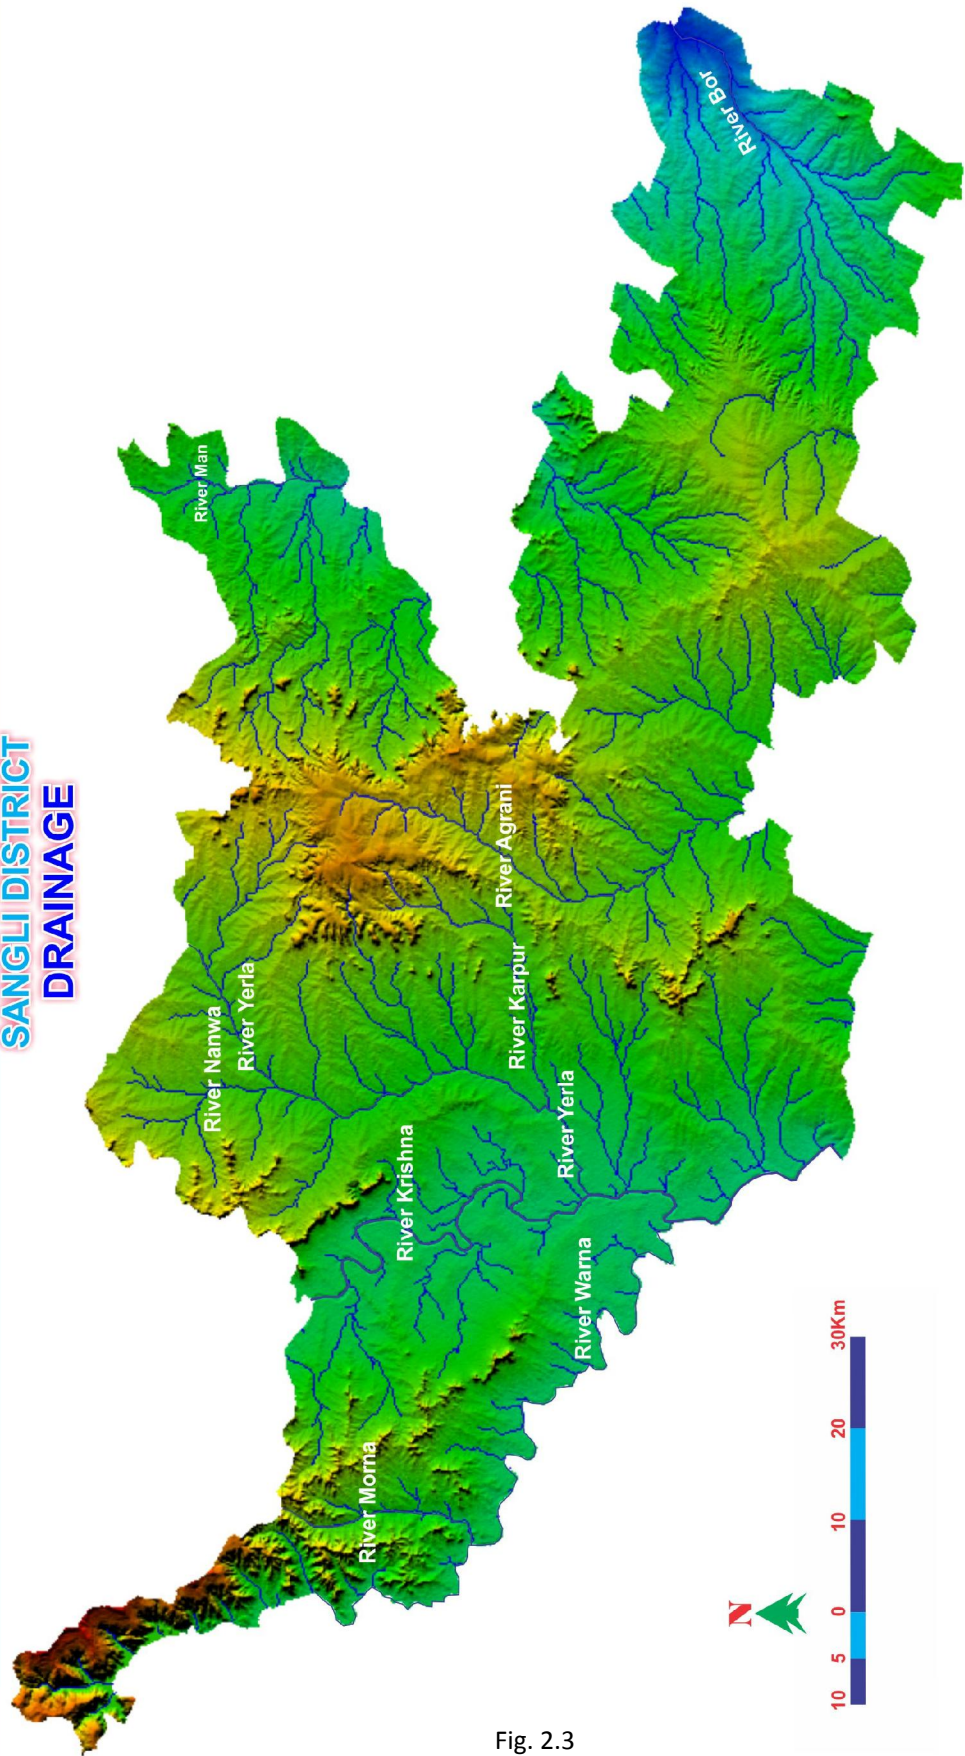 SANGLI DISTRICT
DRAINAGE
River Man
River Bor
River Nanwa
River Yerla
River Agrani
River Karpur
River Krishna
River Yerla
River Warna
River Morna
N
10 5 0 10 20 30Km
Fig. 2.3